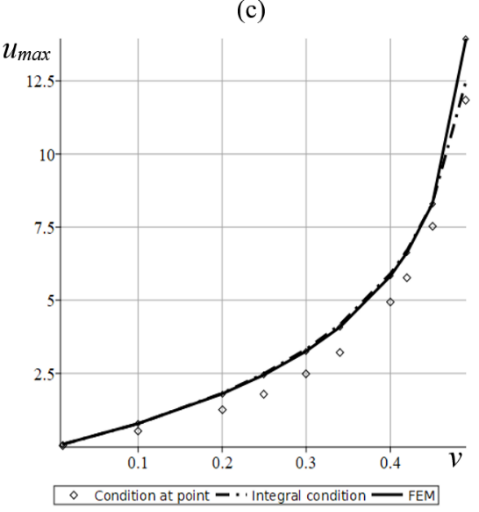 (c)
u_max
12.5
10
7.5
5
2.5
0.1 0.2 0.3 0.4 v
Condition at point Integral condition FEM